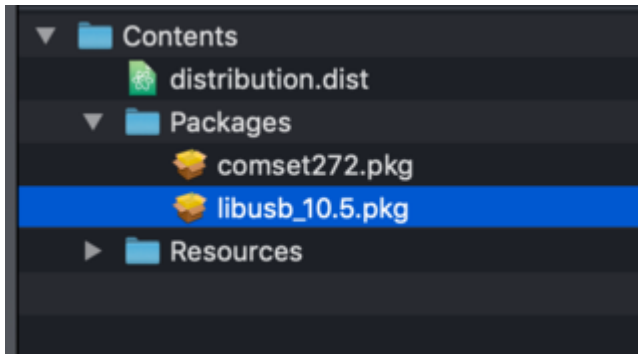 Contents
distribution.dist
Packages
comset272.pkg
libusb_10.5.pkg
Resources